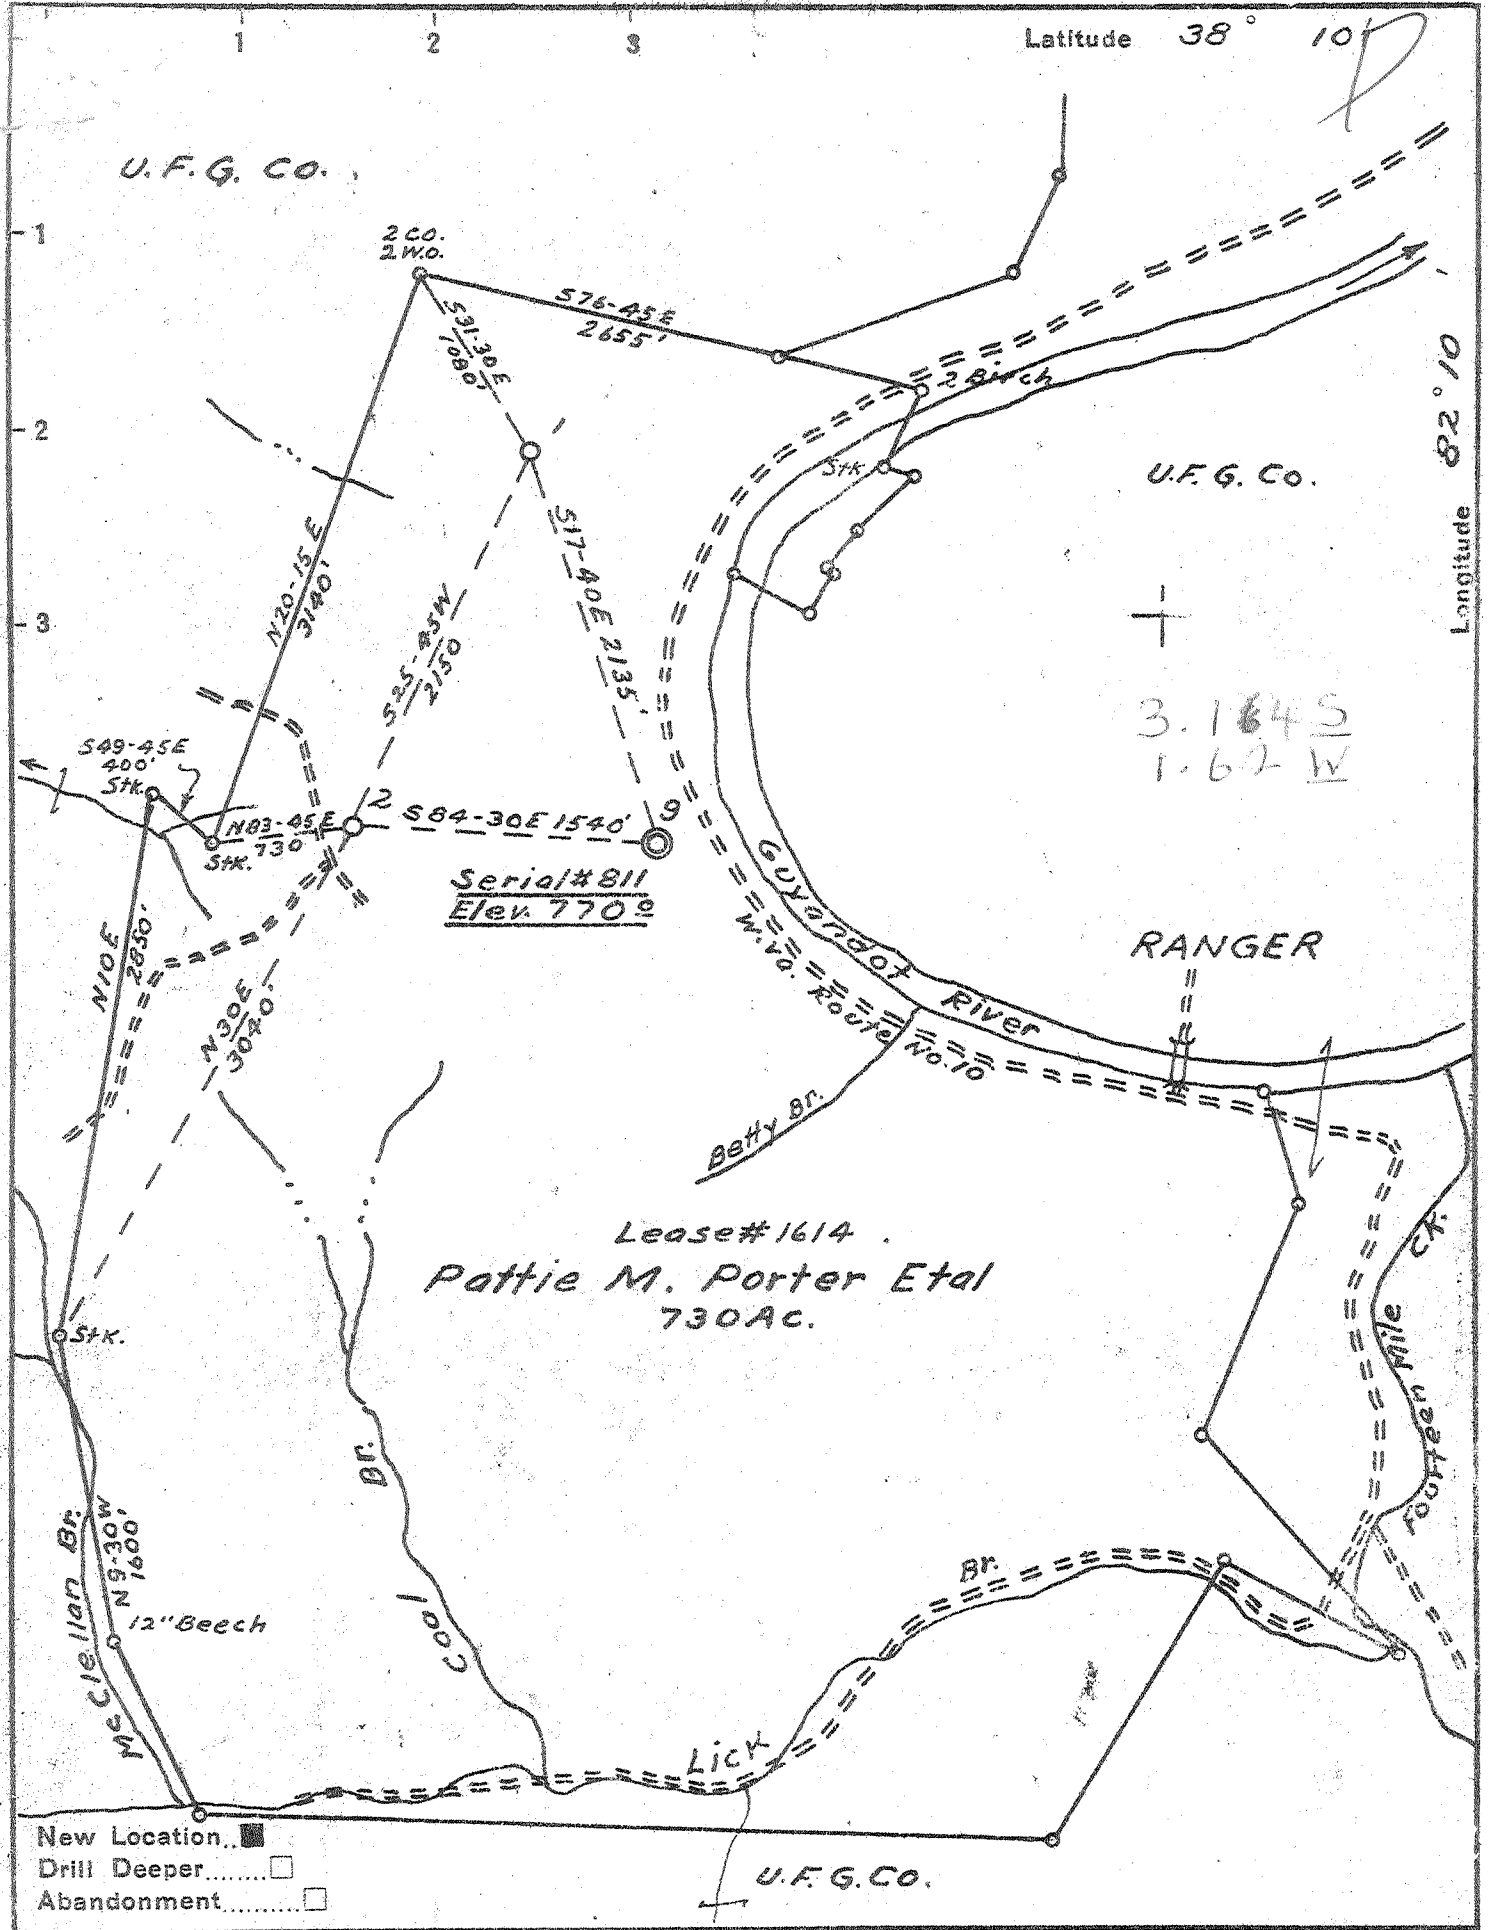 1
2
3
Latitude 38° 10'
U.F.G. Co.
1
2 Co.
2 W.O.
S76-45E
2655'
S31-30E
1080'
2 Birch
82° 10
Longitude
2
Stk
U.F.G. Co.
N20-15E
3140'
S25-45W
2150
S17-40E 2135'
3
3.164 S
1.62 W
S49-45E
400'
Stk.
N83-45E
730
Stk.
2
S84-30E 1540'
9
Serial #811
Elev. 770.0
Guyandot River
W.Va. Route No. 10
RANGER
N10E
2850'
N30E
3040'
Betty Br.
Lease #1614
Pattie M. Porter Etal
730 Ac.
Stk.
Fourteen Mile Ck.
Coal Br.
McClellan Br.
N9-30W
1600'
12" Beech
Lick Br.
New Location..■
Drill Deeper........□
Abandonment..........□
U.F.G. Co.